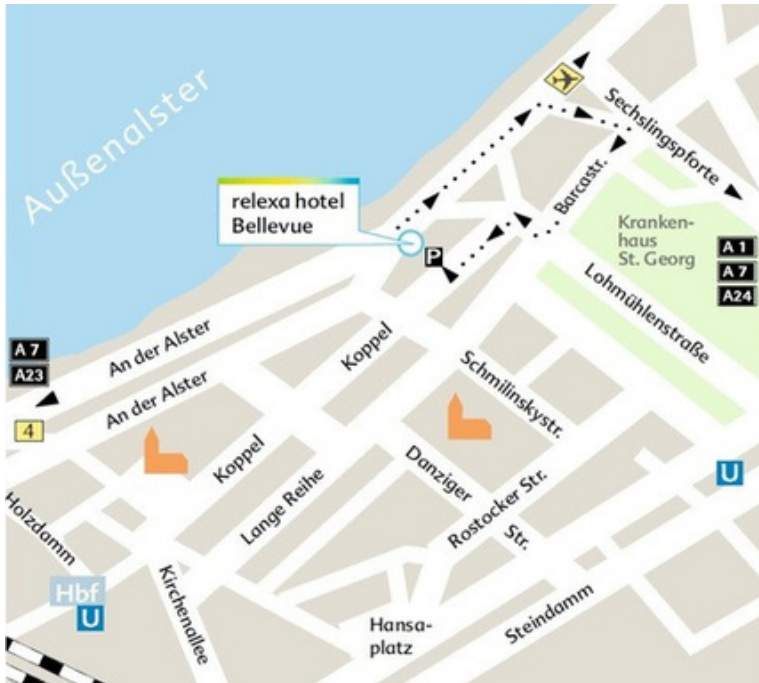 Außenalster
Sechslingspforte
relexa hotel
Bellevue
Barcastr.
Kranken-
haus
St. Georg
A 1
A 7
A24
P
Lohmühlenstraße
An der Alster
A 7
A23
An der Alster
4
Koppel
Schmilinskystr.
Koppel
Lange Reihe
Danziger
Str.
Rostocker Str.
U
Holzdamm
Hbf
U
Kirchenallee
Hansa-
platz
Steindamm